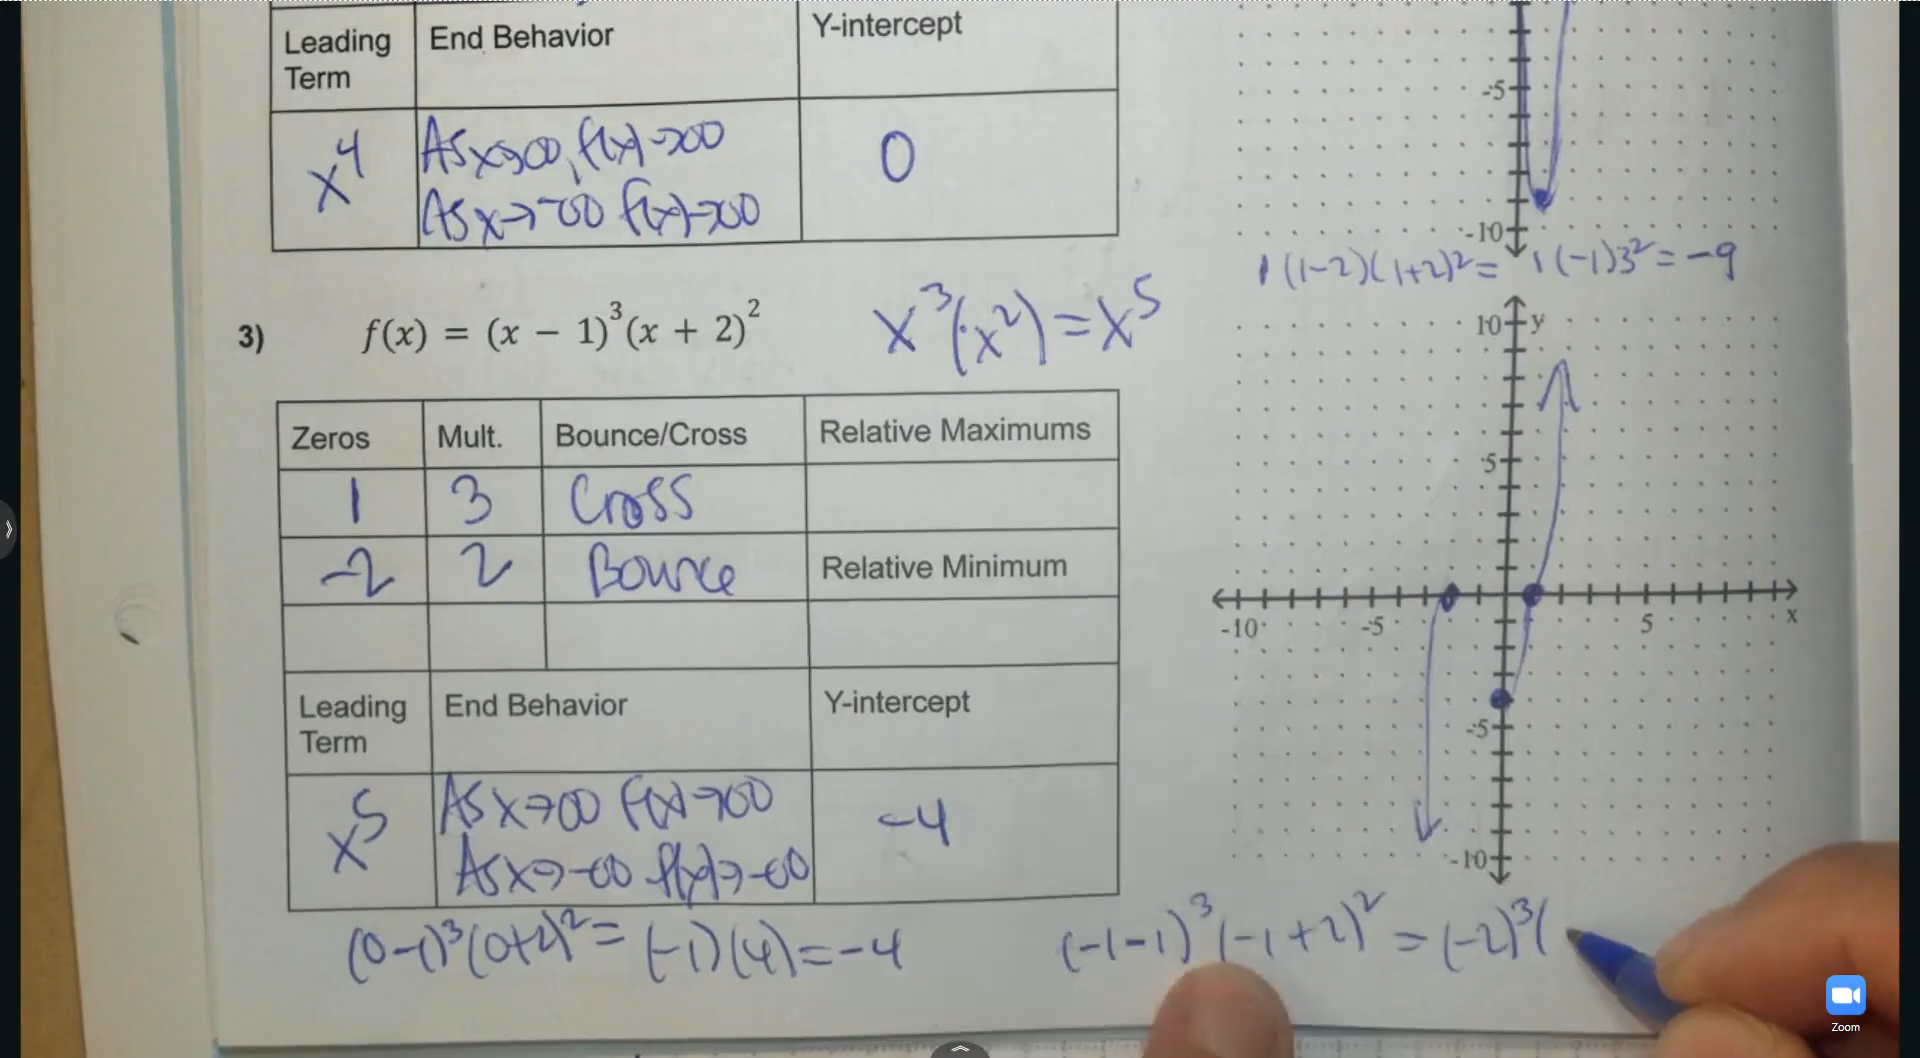 Leading Term
End Behavior
Y-intercept
x⁴
As x→∞, f(x)→∞
As x→-∞ f(x)→∞
0
-5
-10
1(1-2)(1+2)² = 1(-1)3² = -9
3) f(x) = (x − 1)³(x + 2)²
x³(x²) = x⁵
Zeros
Mult.
Bounce/Cross
Relative Maximums
1
3
Cross
-2
2
Bounce
Relative Minimum
Leading Term
End Behavior
Y-intercept
x⁵
As x→∞ f(x)→∞
As x→-∞ f(x)→-∞
-4
(0-1)³(0+2)² = (-1)(4) = -4
10
y
5
-10
-5
5
x
-5
-10
(-1-1)³(-1+2)² = (-2)³(
Zoom